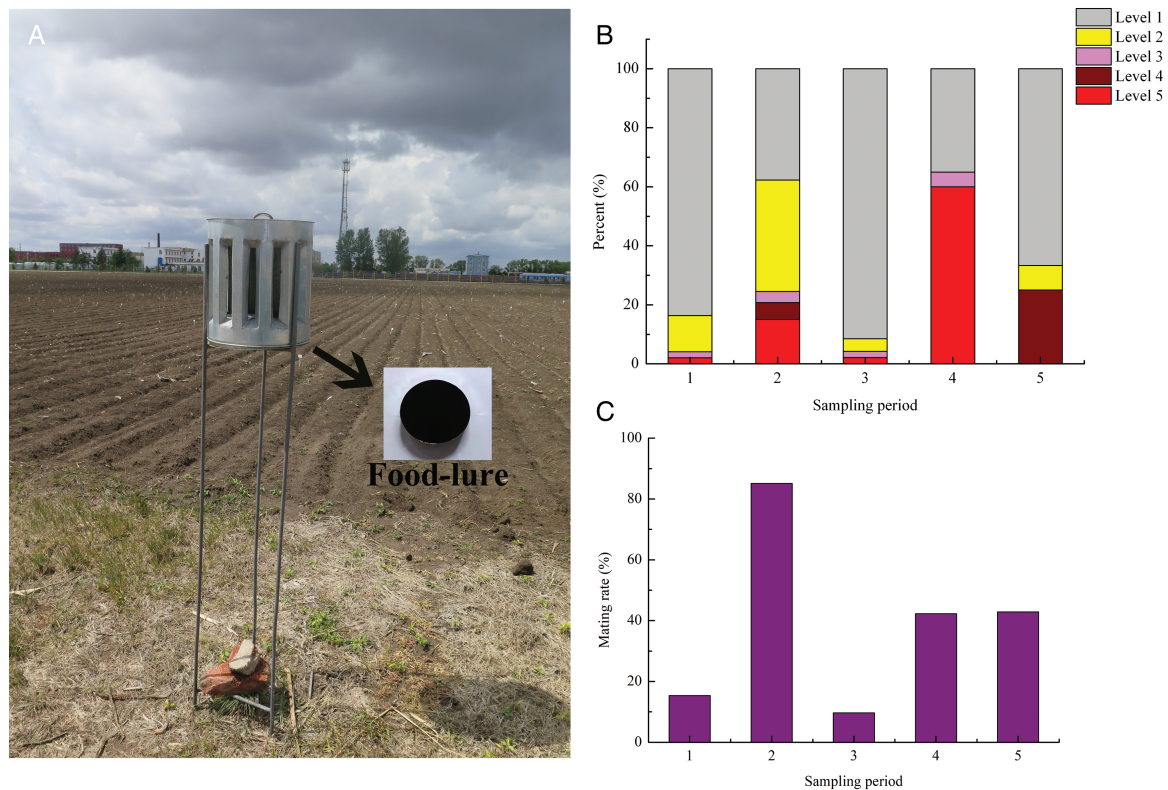 A
Food-lure
B
Level 1
Level 2
Level 3
Level 4
Level 5
100
80
60
40
20
0
Percent (%)
1 2 3 4 5
Sampling period
C
100
80
60
40
20
0
Mating rate (%)
1 2 3 4 5
Sampling period